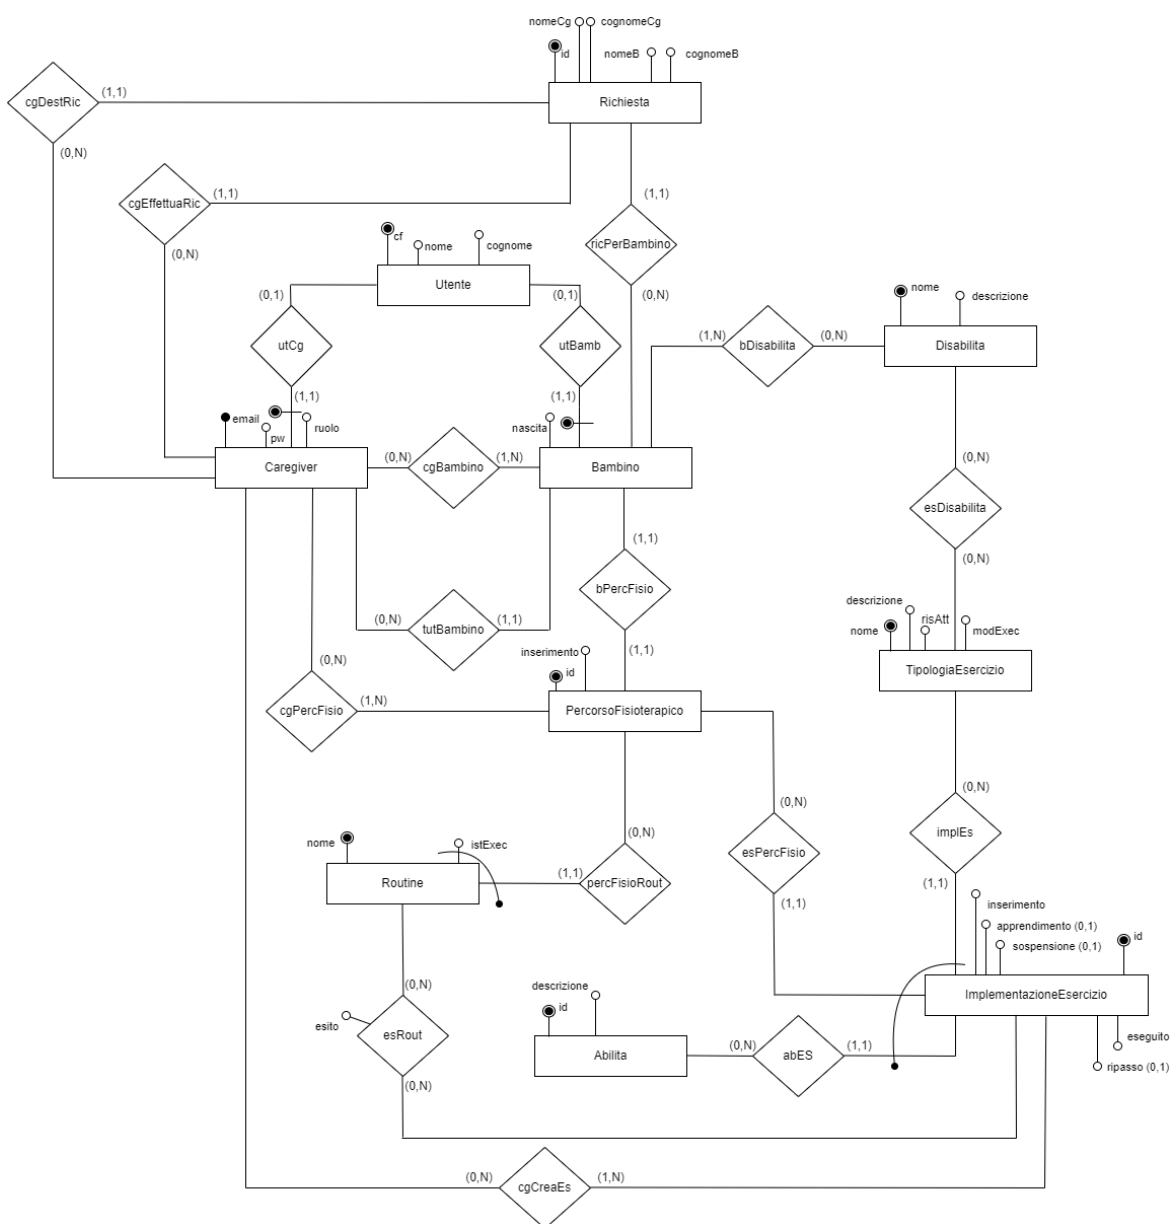 nomeCg cognomeCg
id nomeB cognomeB
cgDestRic (1,1) Richiesta
(0,N)
cgEffettuaRic (1,1) (1,1)
cf nome cognome ricPerBambino
(0,N)
Utente
(0,1) (0,1) (0,N) nome descrizione
utCg utBamb (1,N) bDisabilita (0,N) Disabilita
(1,1) (1,1)
email pw ruolo nascita
Caregiver (0,N) cgBambino (1,N) Bambino (0,N)
esDisabilita
(1,1) (0,N)
bPercFisio
(0,N) tutBambino (1,1) descrizione risAtt
nome modExec
(0,N) inserimento (1,1)
id TipologiaEsercizio
cgPercFisio (1,N) PercorsoFisioterapico
(0,N) (0,N)
(0,N)
nome istExec esPercFisio implEs
Routine (1,1) percFisioRout (1,1)
(1,1) inserimento
apprendimento (0,1)
sospensione (0,1) id
(0,N) descrizione ImplementazioneEsercizio
esito esRout id
Abilita (0,N) abES (1,1) eseguito
(0,N) ripasso (0,1)
(0,N) cgCreaEs (1,N)